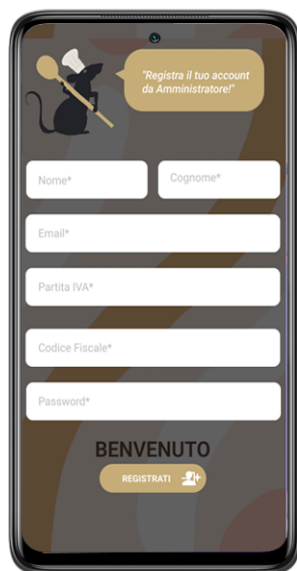 "Registra il tuo account
da Amministratore!"
Nome*
Cognome*
Email*
Partita IVA*
Codice Fiscale*
Password*
BENVENUTO
REGISTRATI